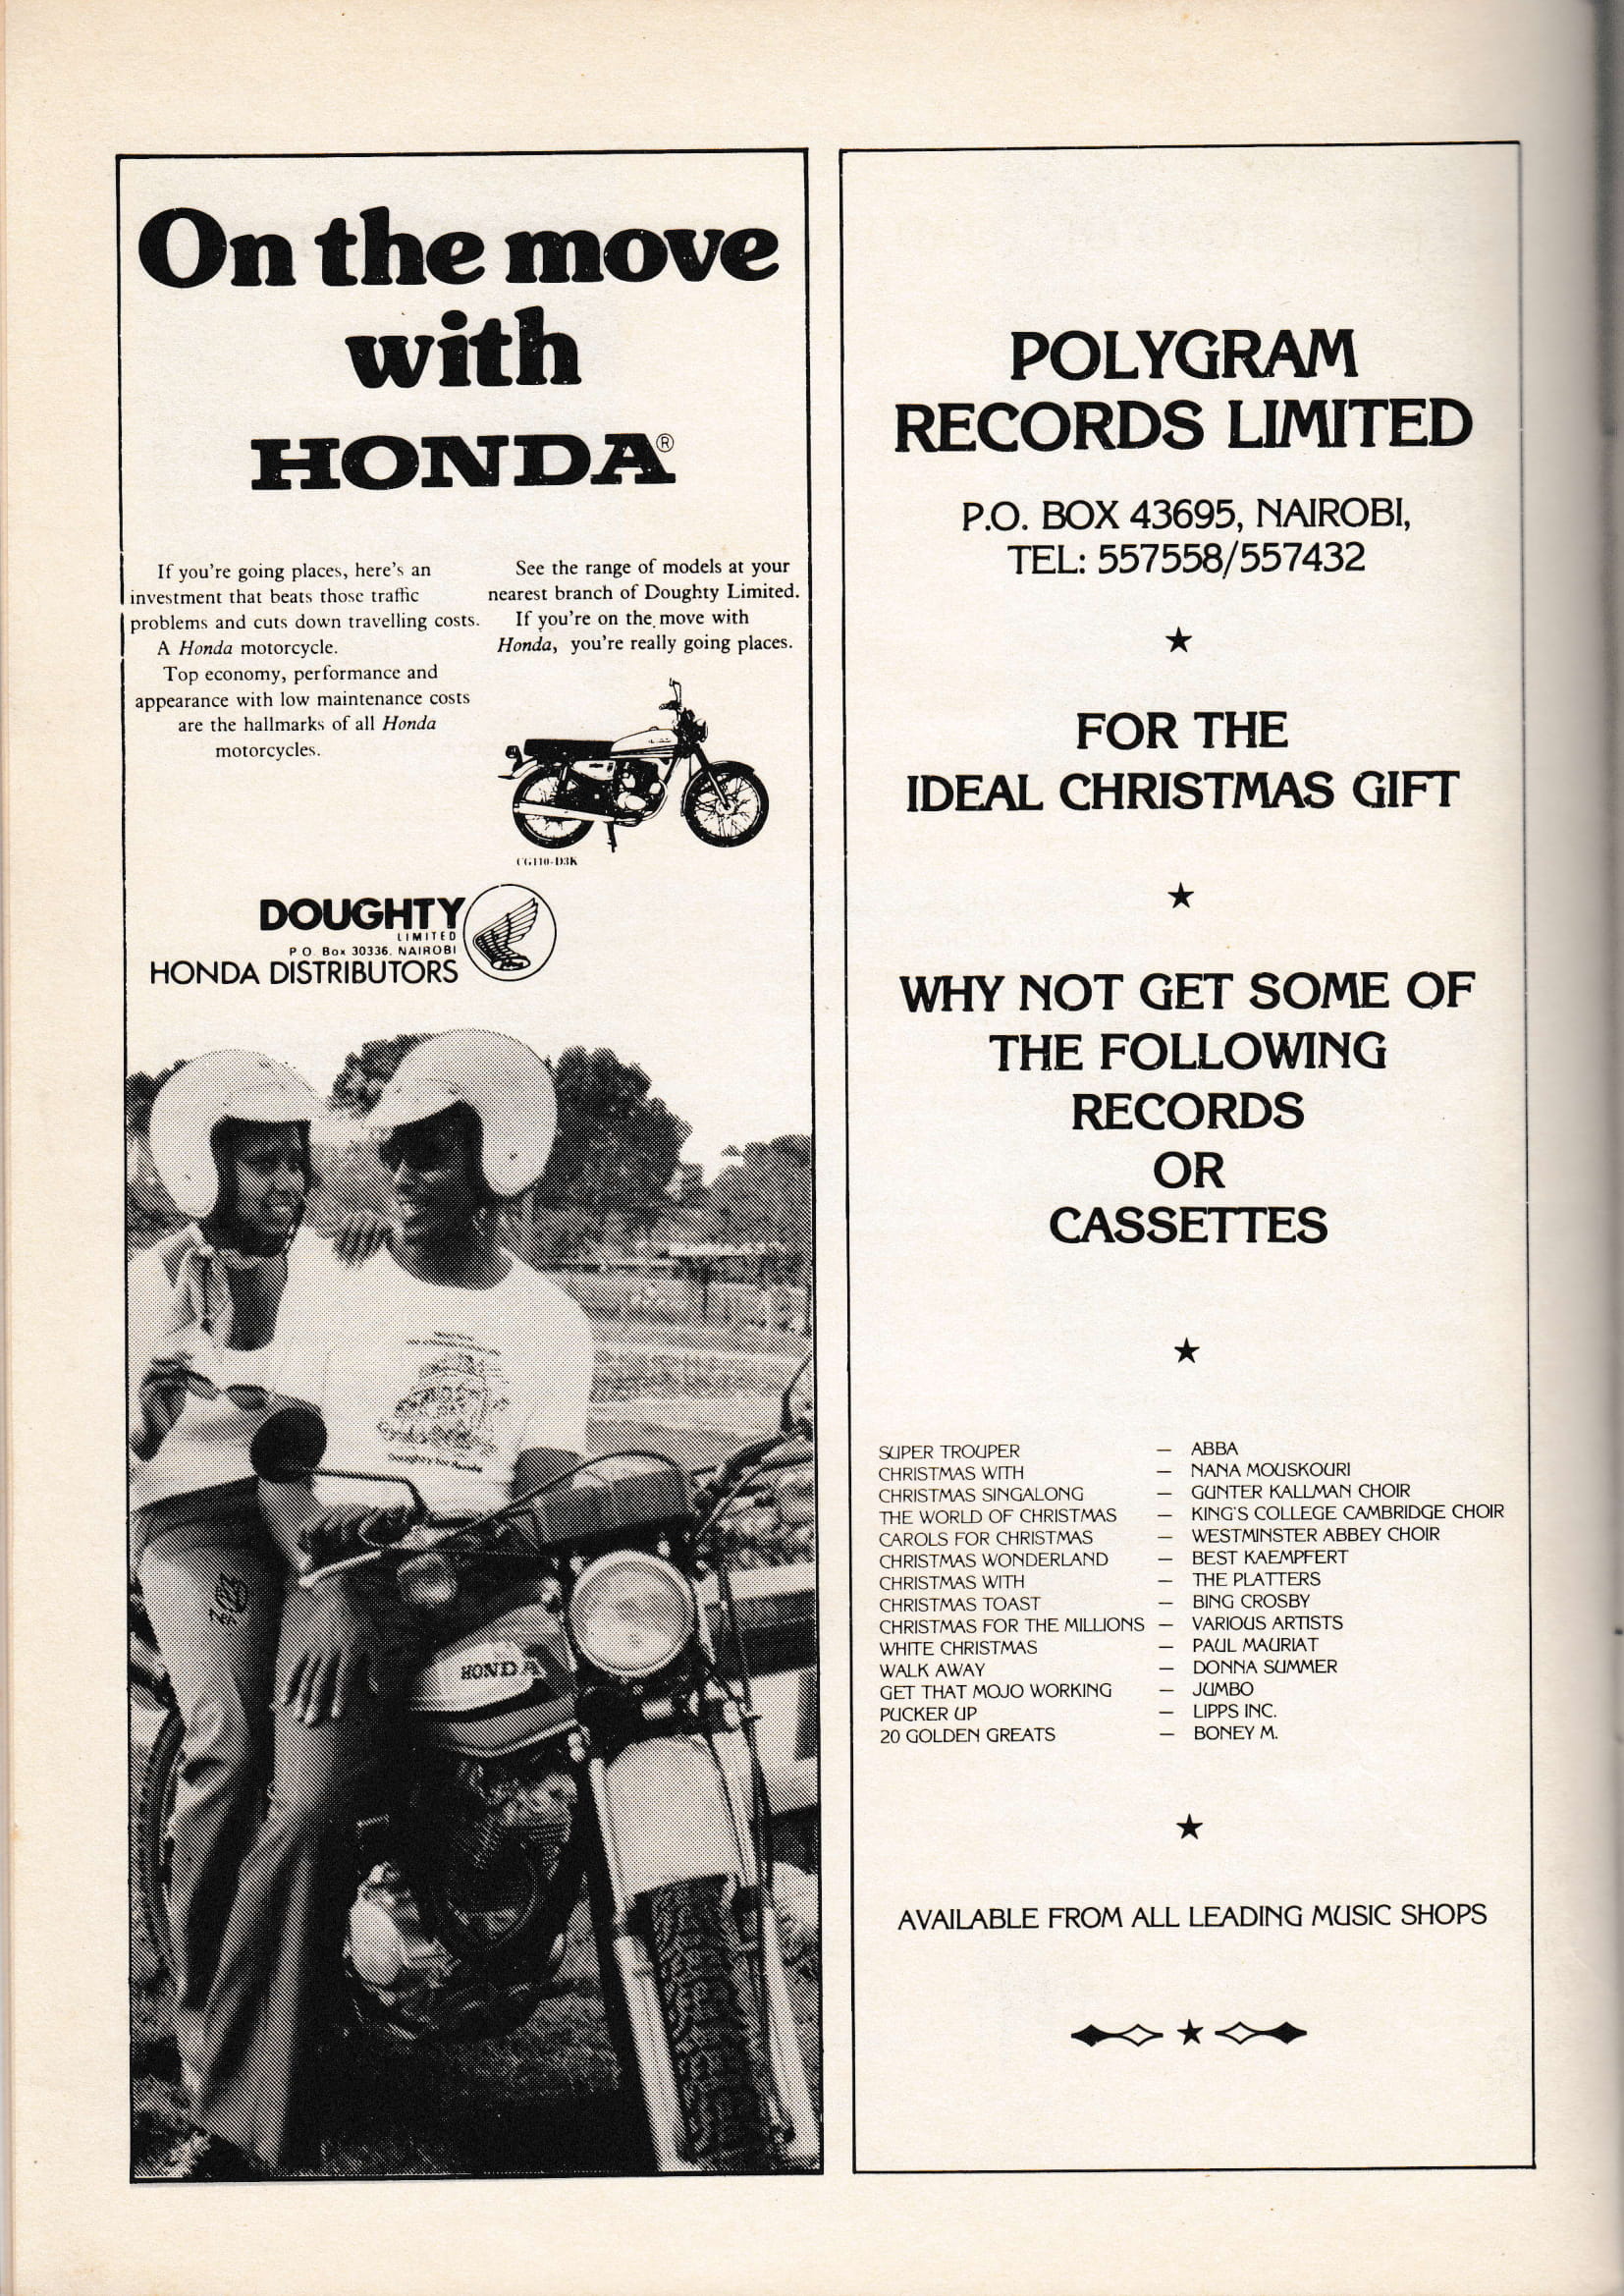 On the move
with
HONDA®
If you're going places, here's an
investment that beats those traffic
problems and cuts down travelling costs.
A Honda motorcycle.
Top economy, performance and
appearance with low maintenance costs
are the hallmarks of all Honda
motorcycles.
See the range of models at your
nearest branch of Doughty Limited.
If you're on the move with
Honda, you're really going places.
CG110-D3K
DOUGHTY
LIMITED
P O Box 30336, NAIROBI
HONDA DISTRIBUTORS
Doughty for Honda
HONDA
POLYGRAM
RECORDS LIMITED
P.O. BOX 43695, NAIROBI,
TEL: 557558/557432
FOR THE
IDEAL CHRISTMAS GIFT
WHY NOT GET SOME OF
THE FOLLOWING
RECORDS
OR
CASSETTES
SUPER TROUPER — ABBA
CHRISTMAS WITH — NANA MOUSKOURI
CHRISTMAS SINGALONG — GUNTER KALLMAN CHOIR
THE WORLD OF CHRISTMAS — KING'S COLLEGE CAMBRIDGE CHOIR
CAROLS FOR CHRISTMAS — WESTMINSTER ABBEY CHOIR
CHRISTMAS WONDERLAND — BEST KAEMPFERT
CHRISTMAS WITH — THE PLATTERS
CHRISTMAS TOAST — BING CROSBY
CHRISTMAS FOR THE MILLIONS — VARIOUS ARTISTS
WHITE CHRISTMAS — PAUL MAURIAT
WALK AWAY — DONNA SUMMER
GET THAT MOJO WORKING — JUMBO
PUCKER UP — LIPPS INC.
20 GOLDEN GREATS — BONEY M.
AVAILABLE FROM ALL LEADING MUSIC SHOPS